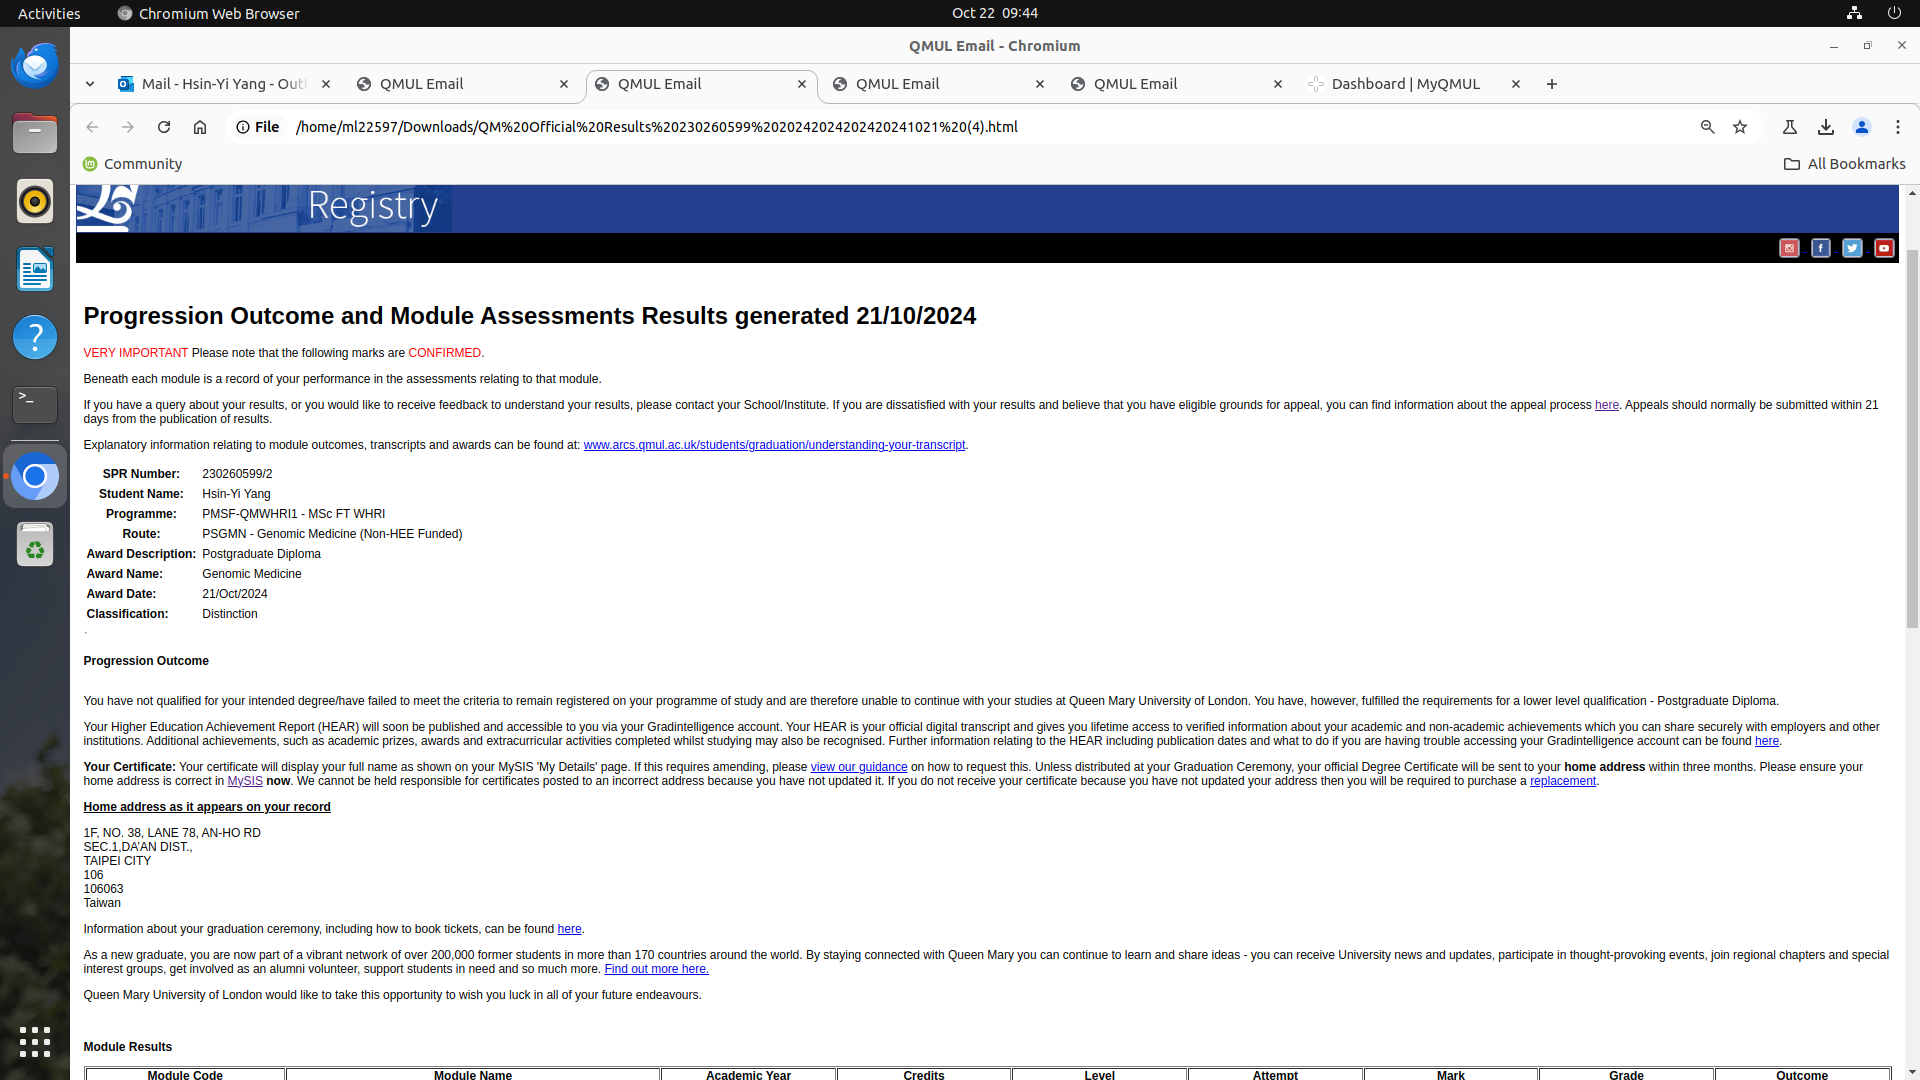 Activities
Chromium Web Browser
Oct 22 09:44
QMUL Email - Chromium
Mail - Hsin-Yi Yang - Outl
QMUL Email
QMUL Email
QMUL Email
QMUL Email
Dashboard | MyQMUL
File
/home/ml22597/Downloads/QM%20Official%20Results%20230260599%202024202420242024​1021%20(4).html
Community
All Bookmarks
Registry
Progression Outcome and Module Assessments Results generated 21/10/2024
VERY IMPORTANT Please note that the following marks are CONFIRMED.
Beneath each module is a record of your performance in the assessments relating to that module.
If you have a query about your results, or you would like to receive feedback to understand your results, please contact your School/Institute. If you are dissatisfied with your results and believe that you have eligible grounds for appeal, you can find information about the appeal process here. Appeals should normally be submitted within 21
days from the publication of results.
Explanatory information relating to module outcomes, transcripts and awards can be found at: www.arcs.qmul.ac.uk/students/graduation/understanding-your-transcript.
SPR Number: 230260599/2
Student Name: Hsin-Yi Yang
Programme: PMSF-QMWHRI1 - MSc FT WHRI
Route: PSGMN - Genomic Medicine (Non-HEE Funded)
Award Description: Postgraduate Diploma
Award Name: Genomic Medicine
Award Date: 21/Oct/2024
Classification: Distinction
.
Progression Outcome
You have not qualified for your intended degree/have failed to meet the criteria to remain registered on your programme of study and are therefore unable to continue with your studies at Queen Mary University of London. You have, however, fulfilled the requirements for a lower level qualification - Postgraduate Diploma.
Your Higher Education Achievement Report (HEAR) will soon be published and accessible to you via your Gradintelligence account. Your HEAR is your official digital transcript and gives you lifetime access to verified information about your academic and non-academic achievements which you can share securely with employers and other
institutions. Additional achievements, such as academic prizes, awards and extracurricular activities completed whilst studying may also be recognised. Further information relating to the HEAR including publication dates and what to do if you are having trouble accessing your Gradintelligence account can be found here.
Your Certificate: Your certificate will display your full name as shown on your MySIS 'My Details' page. If this requires amending, please view our guidance on how to request this. Unless distributed at your Graduation Ceremony, your official Degree Certificate will be sent to your home address within three months. Please ensure your
home address is correct in MySIS now. We cannot be held responsible for certificates posted to an incorrect address because you have not updated it. If you do not receive your certificate because you have not updated your address then you will be required to purchase a replacement.
Home address as it appears on your record
1F, NO. 38, LANE 78, AN-HO RD
SEC.1,DA'AN DIST.,
TAIPEI CITY
106
106063
Taiwan
Information about your graduation ceremony, including how to book tickets, can be found here.
As a new graduate, you are now part of a vibrant network of over 200,000 former students in more than 170 countries around the world. By staying connected with Queen Mary you can continue to learn and share ideas - you can receive University news and updates, participate in thought-provoking events, join regional chapters and special
interest groups, get involved as an alumni volunteer, support students in need and so much more. Find out more here.
Queen Mary University of London would like to take this opportunity to wish you luck in all of your future endeavours.
Module Results
Module Code Module Name Academic Year Credits Level Attempt Mark Grade Outcome